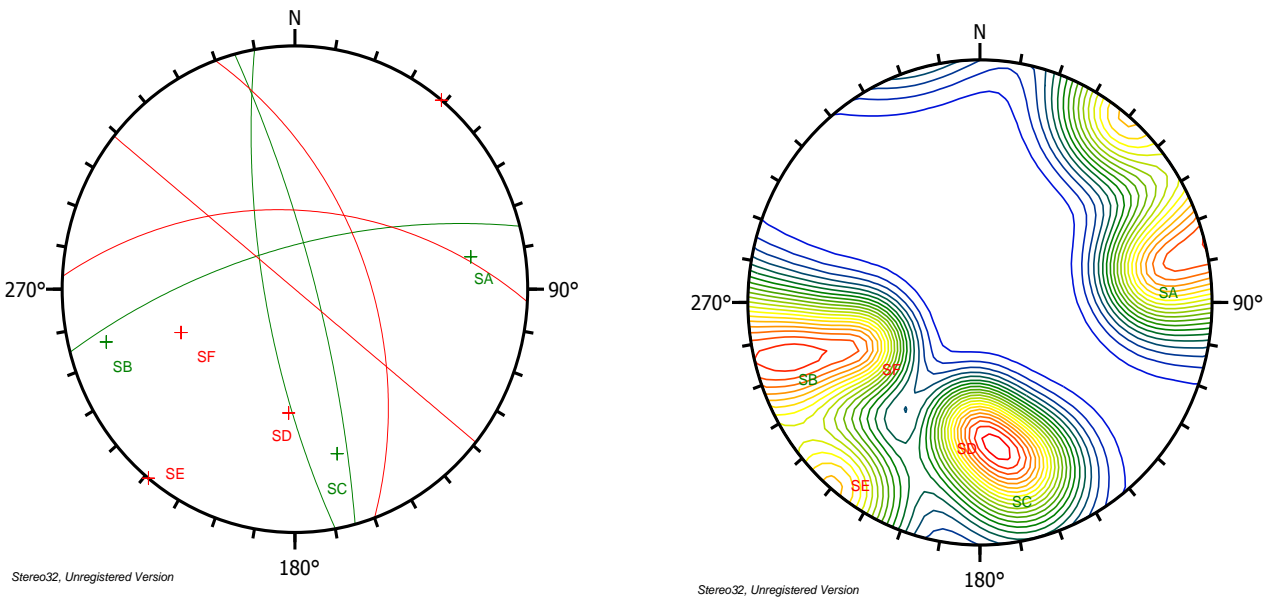 N
270°
90°
SA
SB
SF
SD
SC
SE
180°
Stereo32, Unregistered Version
N
270°
90°
SA
SB
SF
SD
SE
SC
180°
Stereo32, Unregistered Version